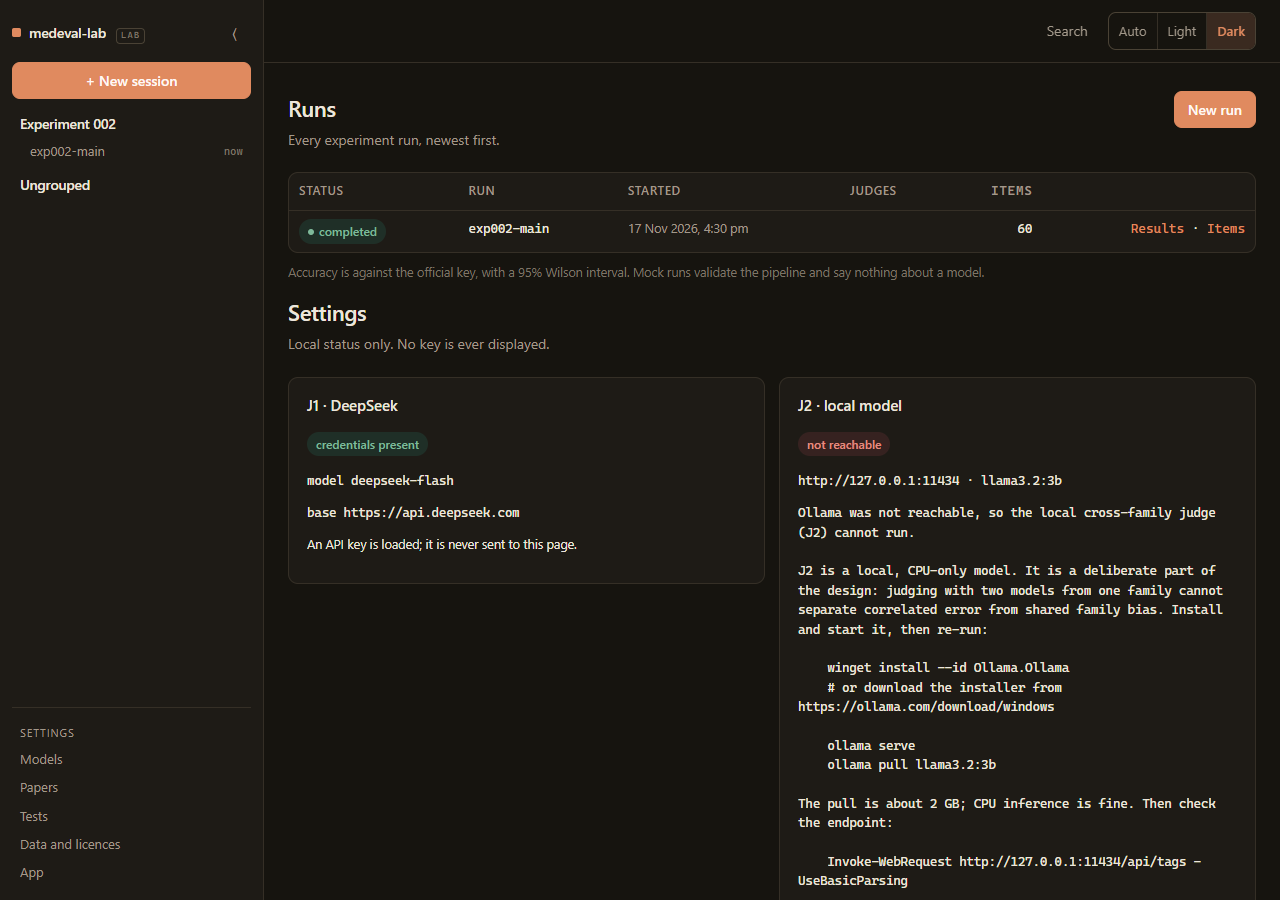 medeval-lab LAB
+ New session
Experiment 002
exp002-main now
Ungrouped
SETTINGS
Models
Papers
Tests
Data and licences
App
Search Auto Light Dark
Runs
New run
Every experiment run, newest first.
STATUS RUN STARTED JUDGES ITEMS
completed exp002-main 17 Nov 2026, 4:30 pm 60 Results · Items
Accuracy is against the official key, with a 95% Wilson interval. Mock runs validate the pipeline and say nothing about a model.
Settings
Local status only. No key is ever displayed.
J1 · DeepSeek
credentials present
model deepseek-flash
base https://api.deepseek.com
An API key is loaded; it is never sent to this page.
J2 · local model
not reachable
http://127.0.0.1:11434 · llama3.2:3b
Ollama was not reachable, so the local cross-family judge
(J2) cannot run.
J2 is a local, CPU-only model. It is a deliberate part of
the design: judging with two models from one family cannot
separate correlated error from shared family bias. Install
and start it, then re-run:
winget install --id Ollama.Ollama
# or download the installer from
https://ollama.com/download/windows
ollama serve
ollama pull llama3.2:3b
The pull is about 2 GB; CPU inference is fine. Then check
the endpoint:
Invoke-WebRequest http://127.0.0.1:11434/api/tags -
UseBasicParsing